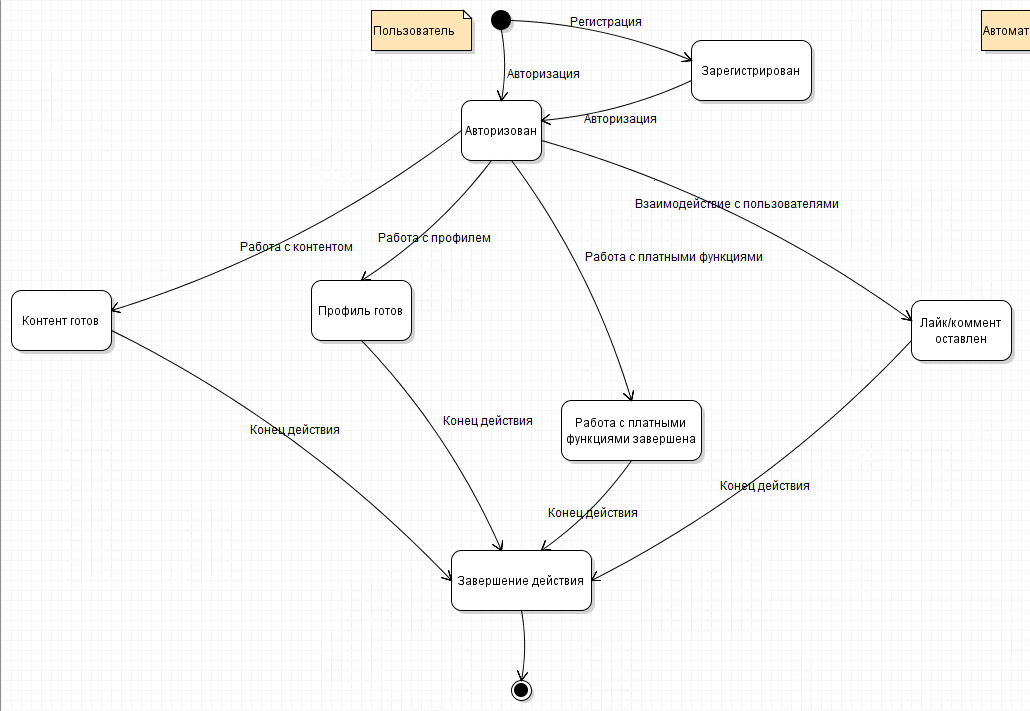 Регистрация
Пользователь
Автомат
Зарегистрирован
Авторизация
Авторизация
Авторизован
Взаимодействие с пользователями
Работа с профилем
Работа с контентом
Работа с платными функциями
Профиль готов
Контент готов
Лайк/коммент
оставлен
Конец действия
Работа с платными
функциями завершена
Конец действия
Конец действия
Конец действия
Завершение действия